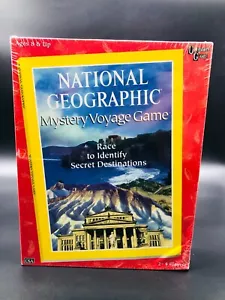 Ages 8 & Up
NATIONAL
GEOGRAPHIC
Mystery Voyage Game
Race
to Identify
Secret Destinations